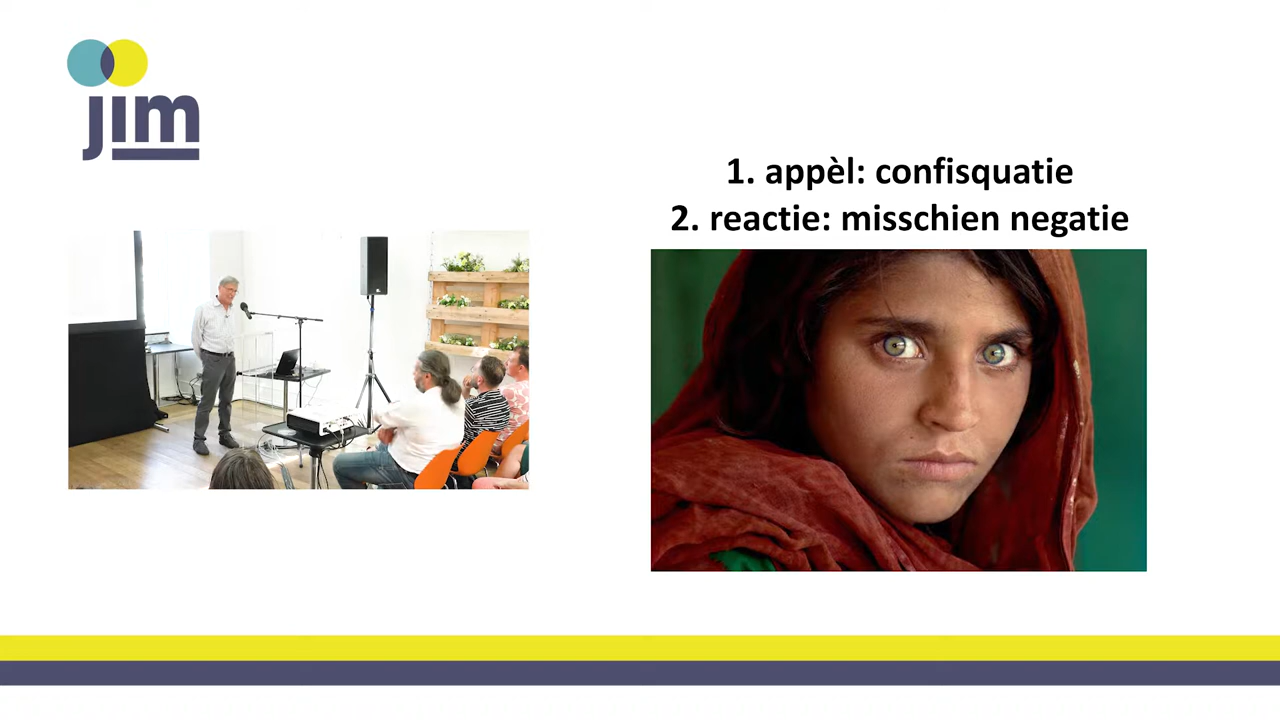 jim
1. appèl: confisquatie
2. reactie: misschien negatie